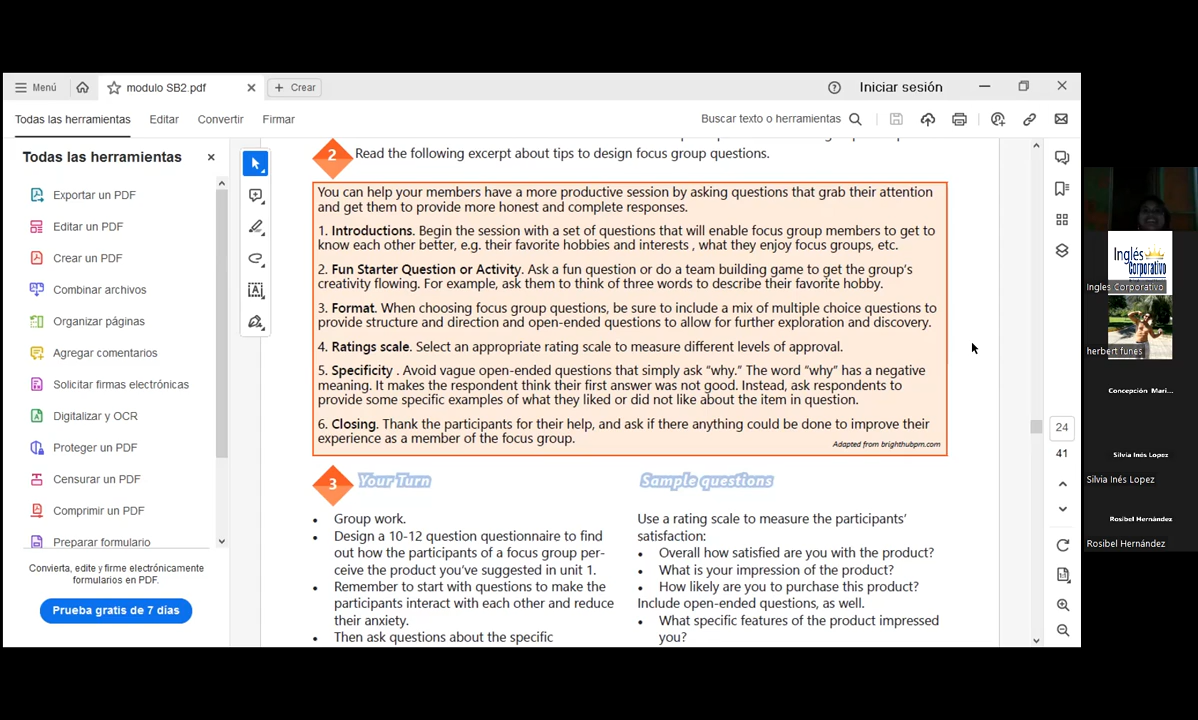 Menú
modulo SB2.pdf
Crear
Iniciar sesión
Todas las herramientas
Editar
Convertir
Firmar
Buscar texto o herramientas
Todas las herramientas
Exportar un PDF
Editar un PDF
Crear un PDF
Combinar archivos
Organizar páginas
Agregar comentarios
Solicitar firmas electrónicas
Digitalizar y OCR
Proteger un PDF
Censurar un PDF
Comprimir un PDF
Preparar formulario
Convierta, edite y firme electrónicamente
formularios en PDF.
Prueba gratis de 7 días
2
Read the following excerpt about tips to design focus group questions.
You can help your members have a more productive session by asking questions that grab their attention
and get them to provide more honest and complete responses.
1. Introductions. Begin the session with a set of questions that will enable focus group members to get to
know each other better, e.g. their favorite hobbies and interests , what they enjoy focus groups, etc.
2. Fun Starter Question or Activity. Ask a fun question or do a team building game to get the group's
creativity flowing. For example, ask them to think of three words to describe their favorite hobby.
3. Format. When choosing focus group questions, be sure to include a mix of multiple choice questions to
provide structure and direction and open-ended questions to allow for further exploration and discovery.
4. Ratings scale. Select an appropriate rating scale to measure different levels of approval.
5. Specificity . Avoid vague open-ended questions that simply ask “why.” The word “why” has a negative
meaning. It makes the respondent think their first answer was not good. Instead, ask respondents to
provide some specific examples of what they liked or did not like about the item in question.
6. Closing. Thank the participants for their help, and ask if there anything could be done to improve their
experience as a member of the focus group.
Adapted from brighthubpm.com
3
Your Turn
• Group work.
• Design a 10-12 question questionnaire to find
out how the participants of a focus group per-
ceive the product you've suggested in unit 1.
• Remember to start with questions to make the
participants interact with each other and reduce
their anxiety.
• Then ask questions about the specific
Sample questions
Use a rating scale to measure the participants'
satisfaction:
• Overall how satisfied are you with the product?
• What is your impression of the product?
• How likely are you to purchase this product?
Include open-ended questions, as well.
• What specific features of the product impressed
you?
24
41
Inglés
Corporativo
Ingles Corporativo
herbert funes
Concepción Mari...
Silvia Inés Lopez
Silvia Inés Lopez
Rosibel Hernández
Rosibel Hernández